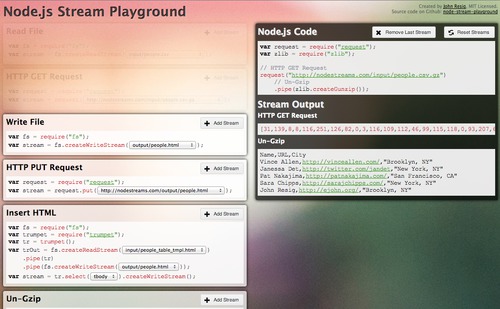 Node.js Stream Playground
Created by John Resig, MIT Licensed.
Source code on Github: node-stream-playground
Read File
Add Stream
HTTP GET Request
Add Stream
Write File
Add Stream
var fs = require("fs");
var stream = fs.createWriteStream( output/people.html );
HTTP PUT Request
Add Stream
var request = require("request");
var stream = request.put( http://nodestreams.com/output/people.html );
Insert HTML
Add Stream
var fs = require("fs");
var trumpet = require("trumpet");
var tr = trumpet();
var trOut = fs.createReadStream( input/people_table_tmpl.html )
.pipe(tr)
.pipe(fs.createWriteStream( output/people.html ));
var stream = tr.select( tbody ).createWriteStream();
Un-Gzip
Add Stream
Node.js Code
Remove Last Stream
Reset Streams
var request = require("request");
var zlib = require("zlib");
// HTTP GET Request
request("http://nodestreams.com/input/people.csv.gz")
// Un-Gzip
.pipe(zlib.createGunzip());
Stream Output
HTTP GET Request
[31,139,8,8,116,251,126,82,0,3,116,109,112,46,99,115,118,0,93,207,
Un-Gzip
Name,URL,City
Vince Allen,http://vinceallen.com/,"Brooklyn, NY"
Janessa Det,http://twitter.com/jandet,"New York, NY"
Pat Nakajima,http://patnakajima.com/,"San Francisco, CA"
Sara Chipps,http://sarajchipps.com/,"New York, NY"
John Resig,http://ejohn.org/,"Brooklyn, NY"